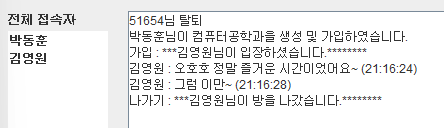 전체 접속자
박동훈
김영원
51654님 탈퇴
박동훈님이 컴퓨터공학과을 생성 및 가입하였습니다.
가입 : ***김영원님이 입장하셨습니다.********
김영원 : 오호호 정말 즐거운 시간이었어요~ (21:16:24)
김영원 : 그럼 이만~ (21:16:28)
나가기 : ***김영원님이 방을 나갔습니다.********